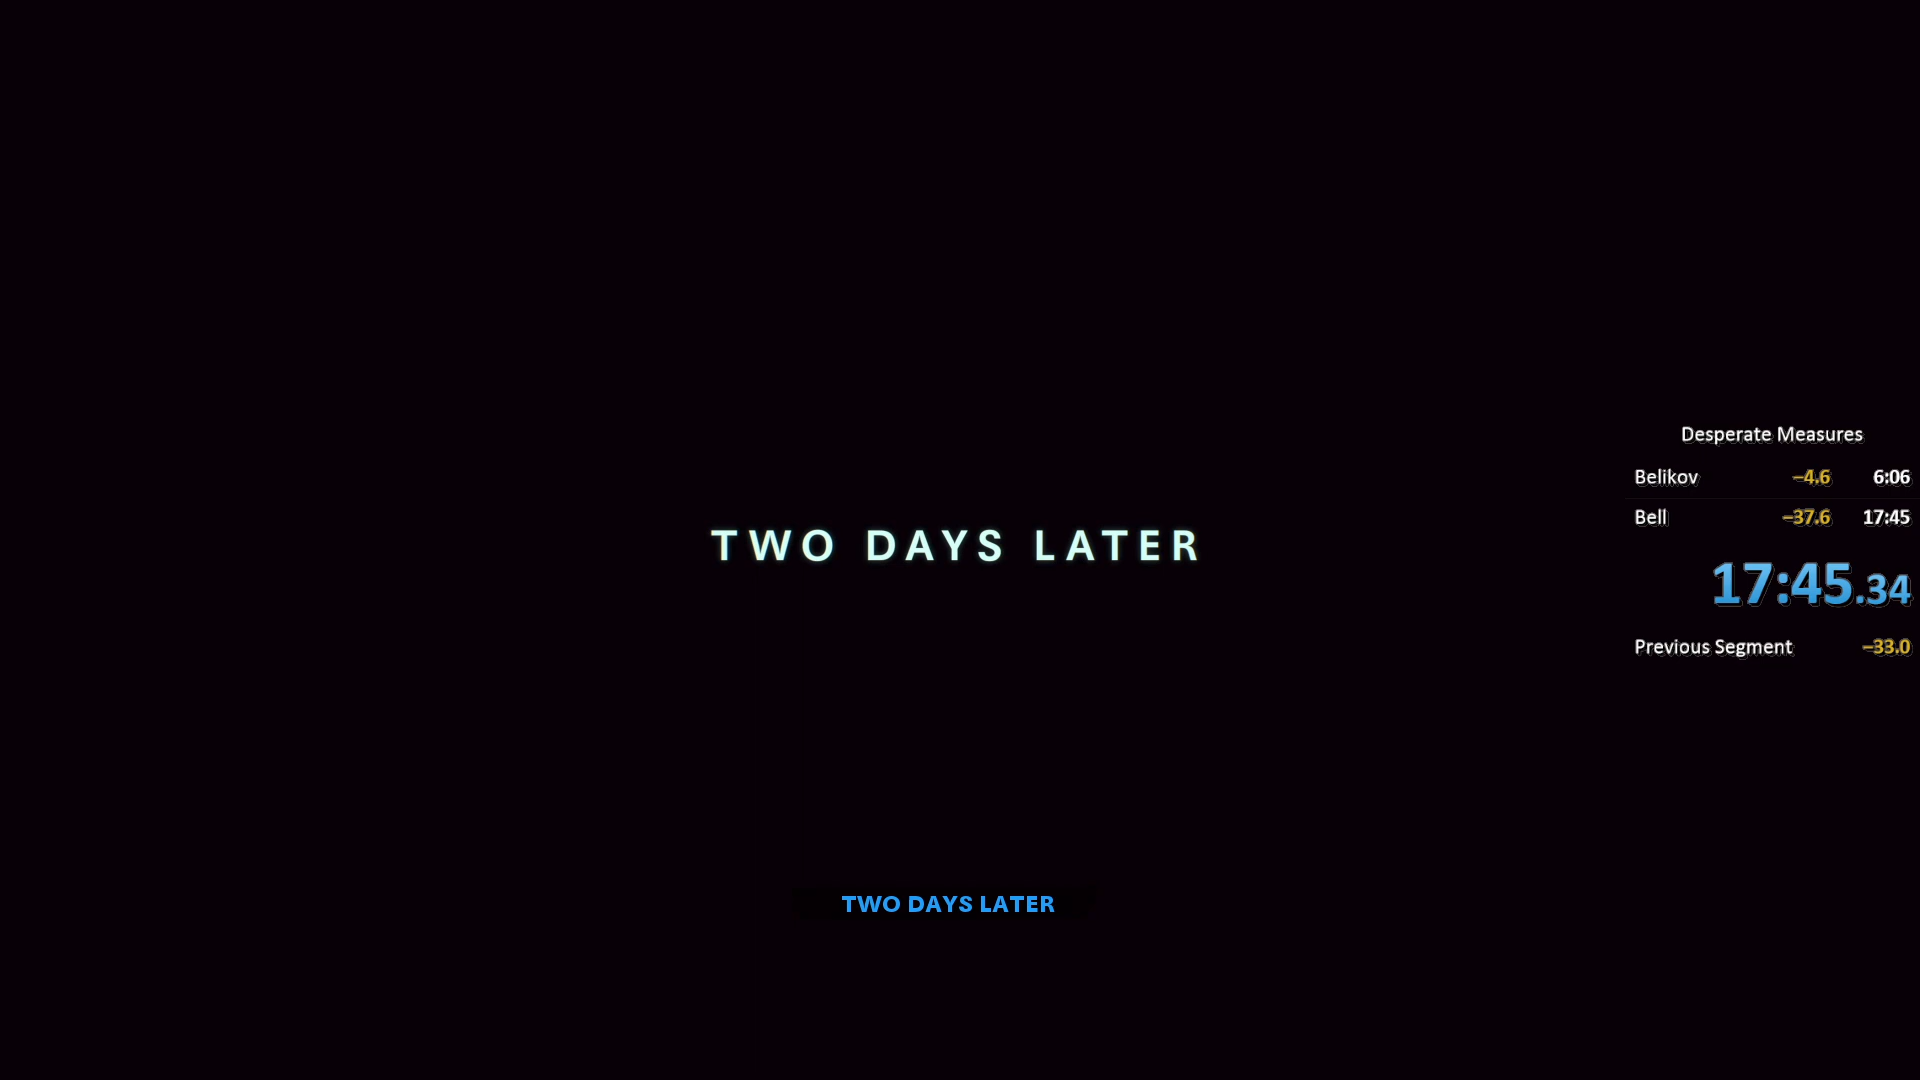 Desperate Measures
Belikov −4.6 6:06
Bell −37.6 17:45
TWO DAYS LATER
17:45.34
Previous Segment −33.0
TWO DAYS LATER